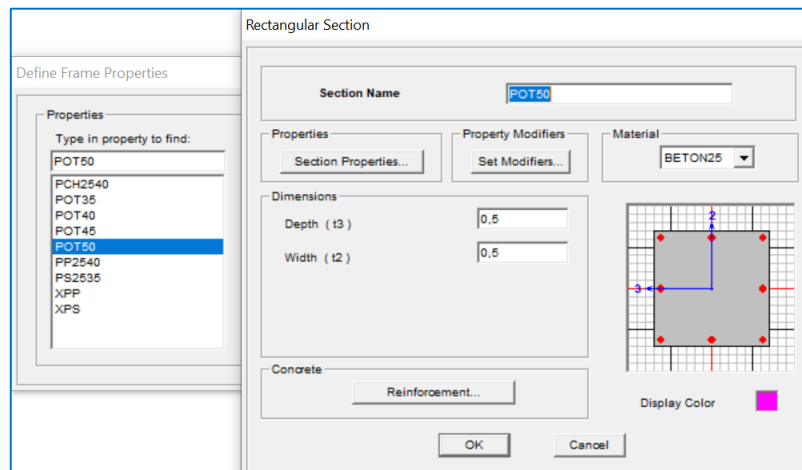 Define Frame Properties
Properties
Type in property to find:
POT50
PCH2540
POT35
POT40
POT45
POT50
PP2540
PS2535
XPP
XPS
Rectangular Section
Section Name
POT50
Properties
Section Properties...
Property Modifiers
Set Modifiers...
Material
BETON25
Dimensions
Depth ( t3 )
0,5
Width ( t2 )
0,5
2
3
Concrete
Reinforcement...
Display Color
OK
Cancel